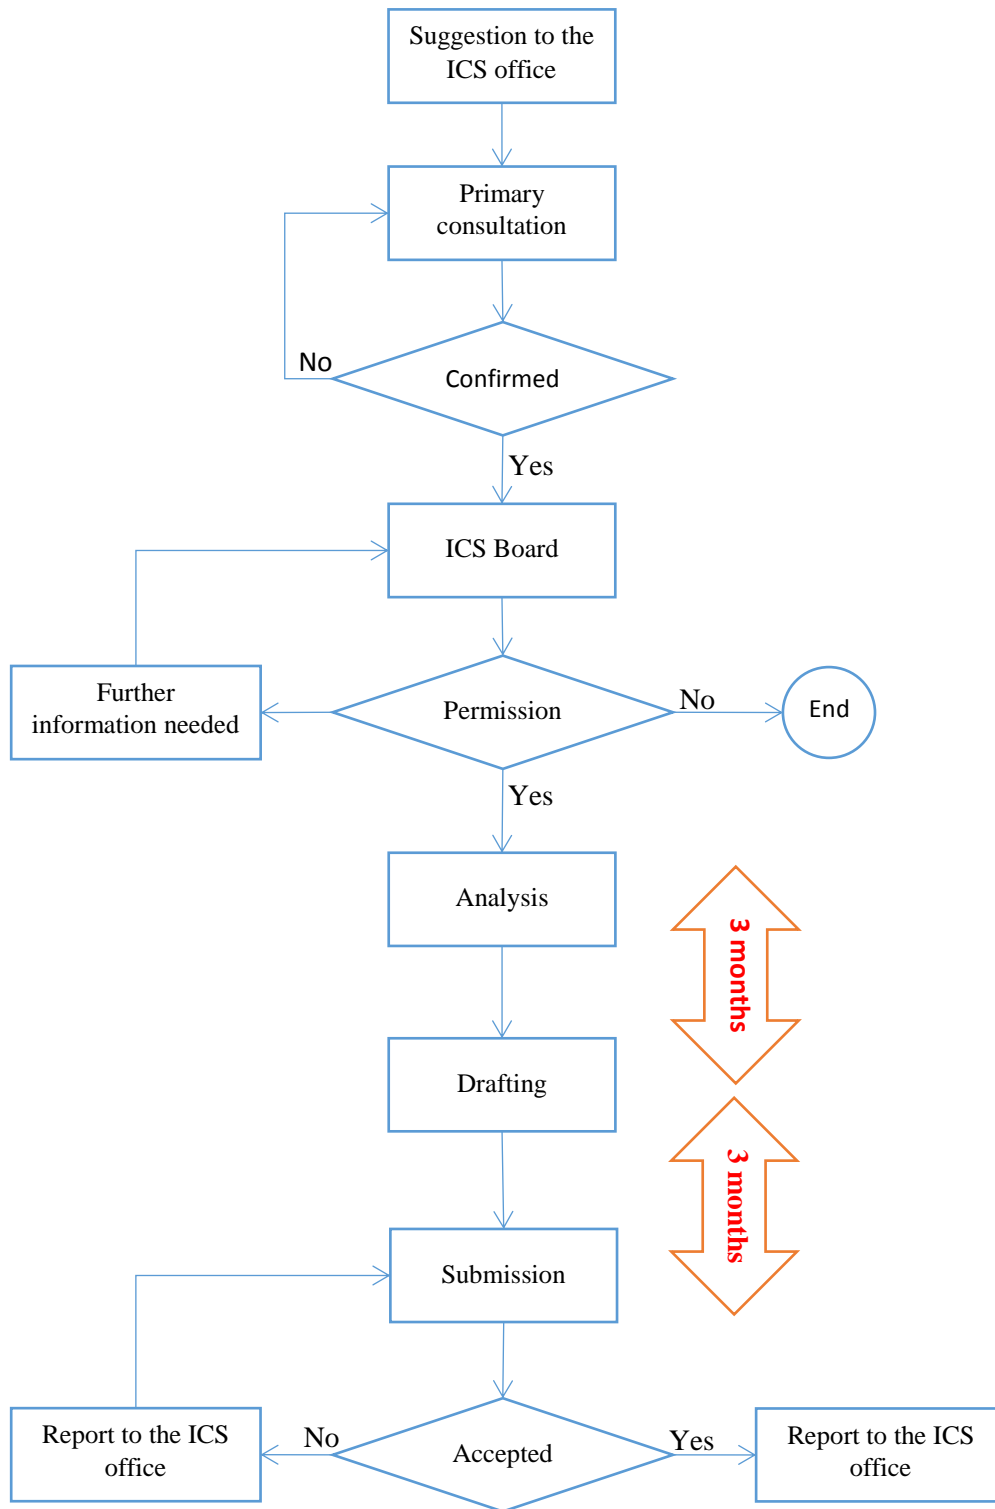 Suggestion to the
ICS office
Primary
consultation
No
Confirmed
Yes
ICS Board
Further
information needed
Permission
No
End
Yes
Analysis
3 months
Drafting
3 months
Submission
Report to the ICS
office
No
Accepted
Yes
Report to the ICS
office